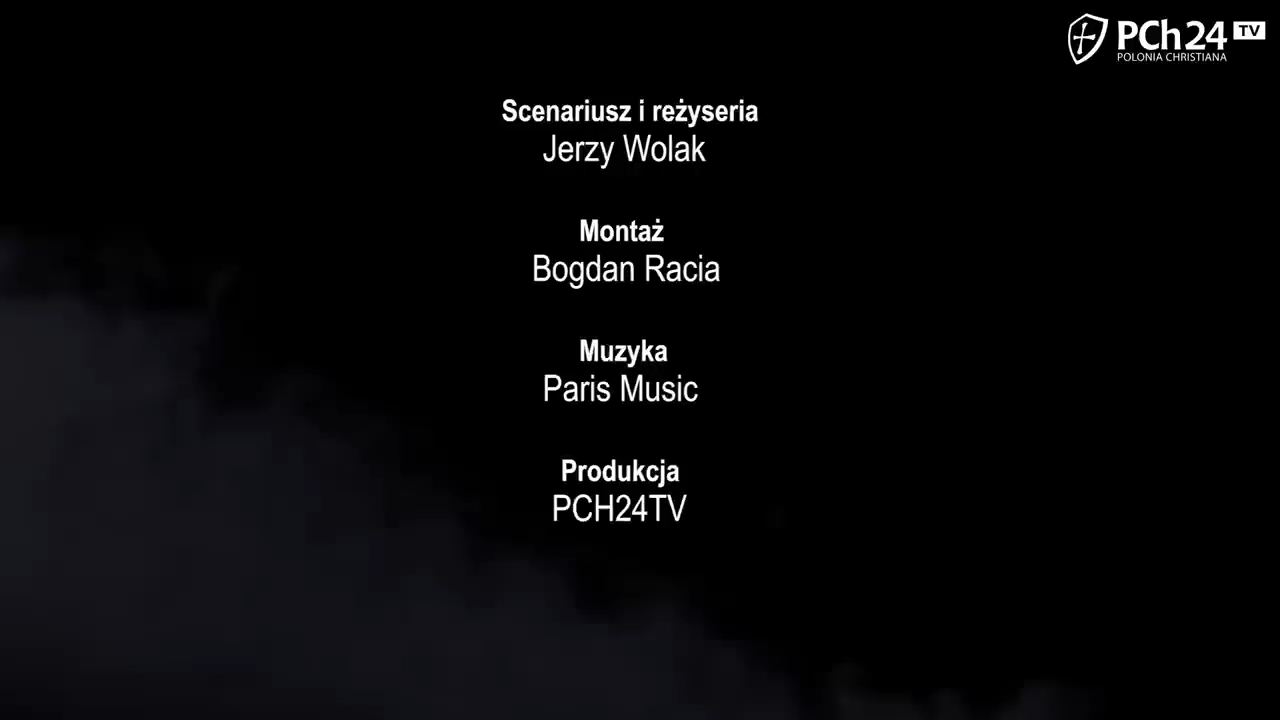 PCh24 TV
POLONIA CHRISTIANA
Scenariusz i reżyseria
Jerzy Wolak
Montaż
Bogdan Racia
Muzyka
Paris Music
Produkcja
PCH24TV